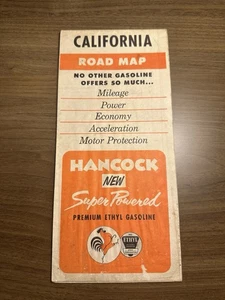 CALIFORNIA
ROAD MAP
NO OTHER GASOLINE
OFFERS SO MUCH...
Mileage
Power
Economy
Acceleration
Motor Protection
HANCOCK
NEW
Super Powered
PREMIUM ETHYL GASOLINE
ETHYL